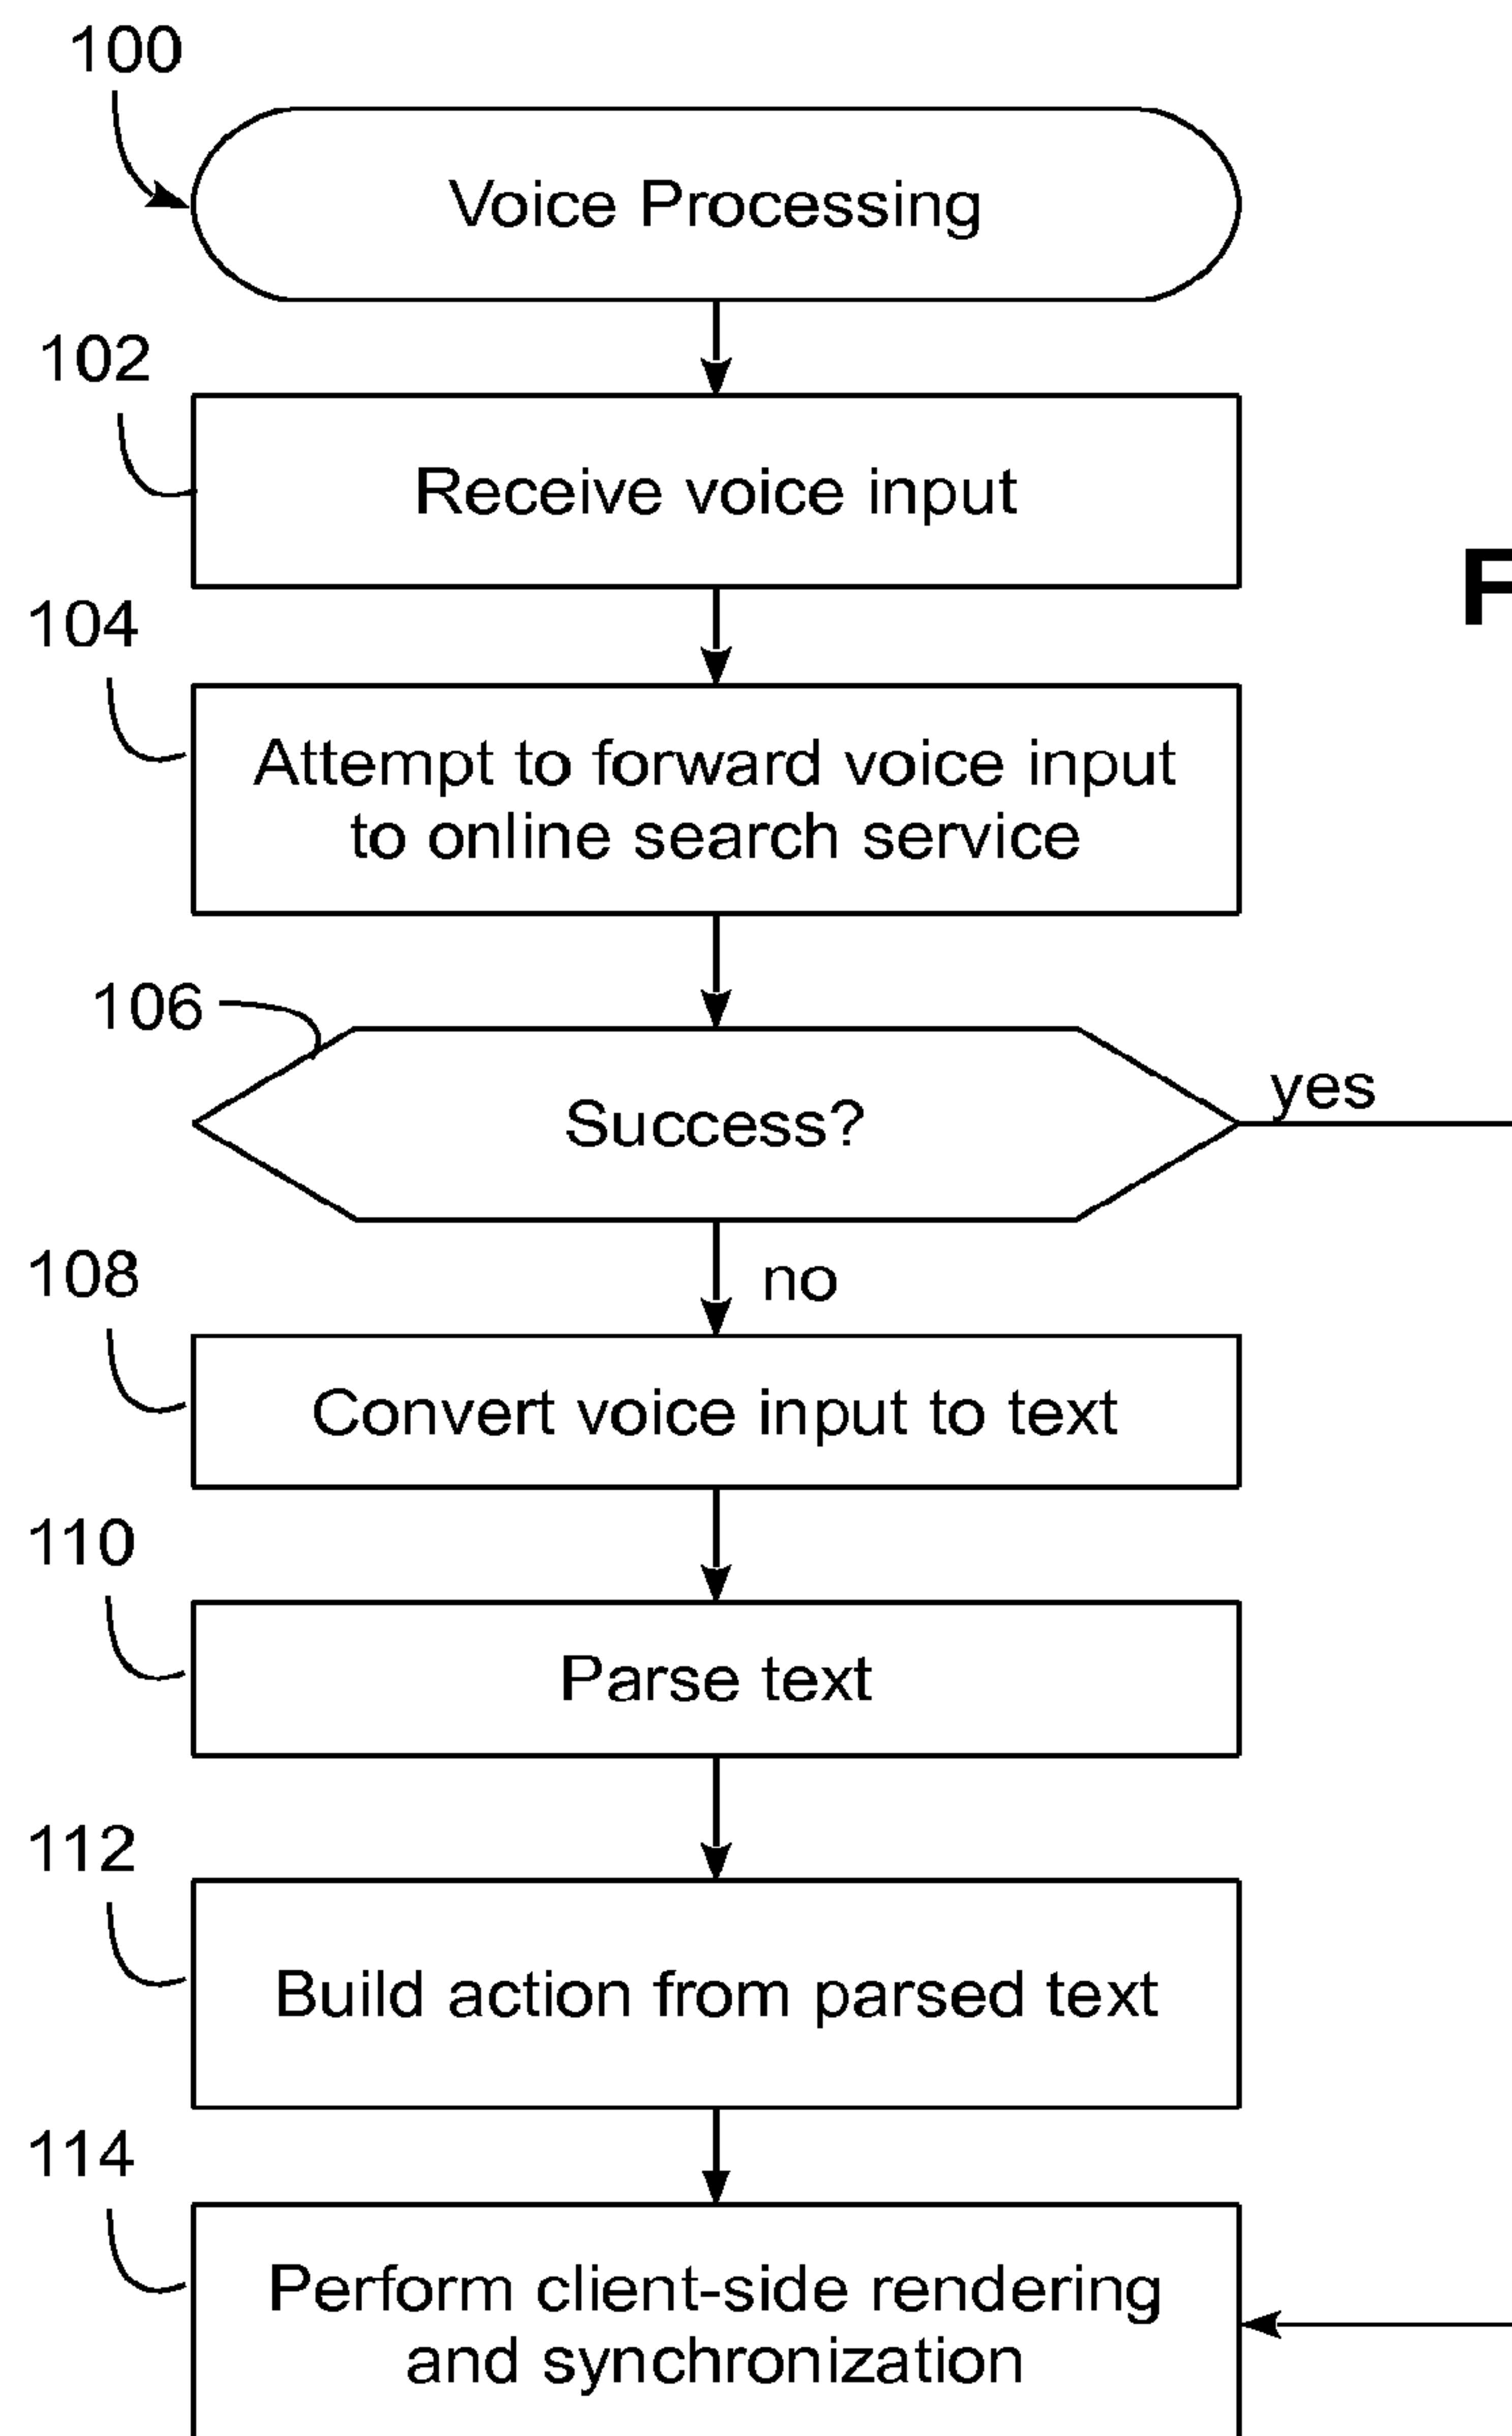 100
Voice Processing
102
Receive voice input
F
104
Attempt to forward voice input
to online search service
106
Success?
yes
no
108
Convert voice input to text
110
Parse text
112
Build action from parsed text
114
Perform client-side rendering
and synchronization